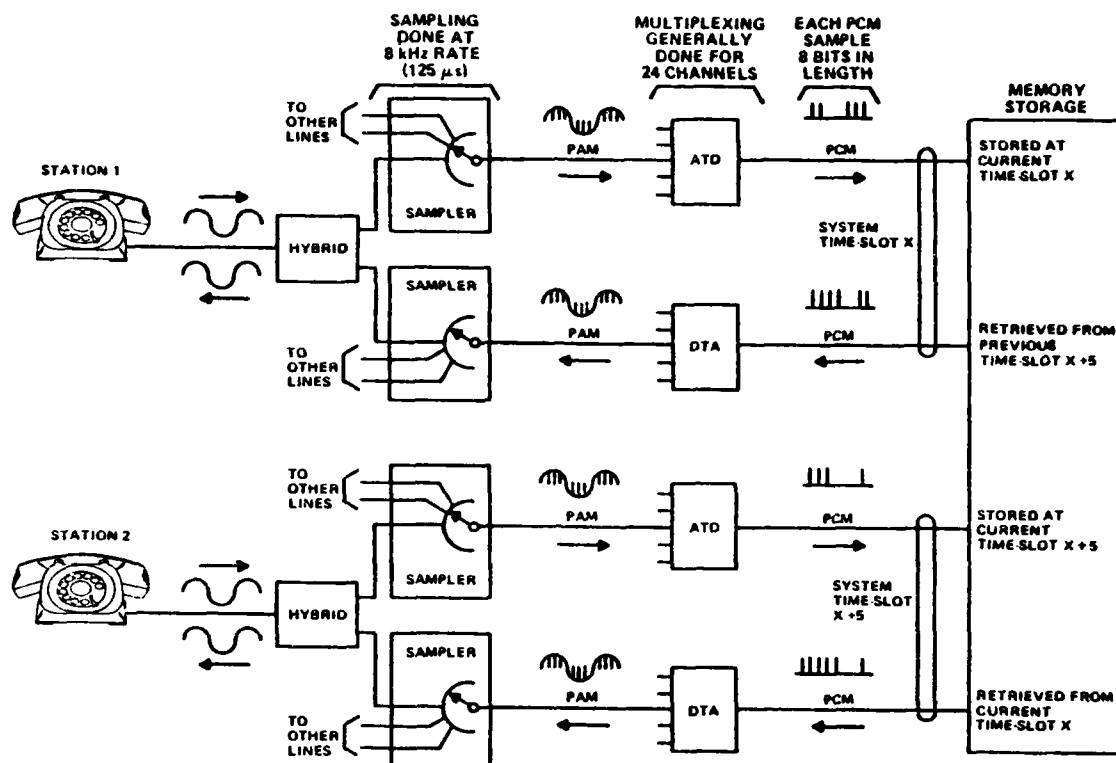 SAMPLING
DONE AT
8 kHz RATE
(125 μs)
MULTIPLEXING
GENERALLY
DONE FOR
24 CHANNELS
EACH PCM
SAMPLE
8 BITS IN
LENGTH
MEMORY
STORAGE
TO
OTHER
LINES
PAM
ATD
PCM
STORED AT
CURRENT
TIME-SLOT X
STATION 1
SAMPLER
HYBRID
SYSTEM
TIME-SLOT X
SAMPLER
TO
OTHER
LINES
PAM
DTA
PCM
RETRIEVED FROM
PREVIOUS
TIME-SLOT X +5
TO
OTHER
LINES
PAM
ATD
PCM
STORED AT
CURRENT
TIME-SLOT X +5
STATION 2
SAMPLER
HYBRID
SYSTEM
TIME-SLOT
X +5
SAMPLER
TO
OTHER
LINES
PAM
DTA
PCM
RETRIEVED FROM
CURRENT
TIME-SLOT X